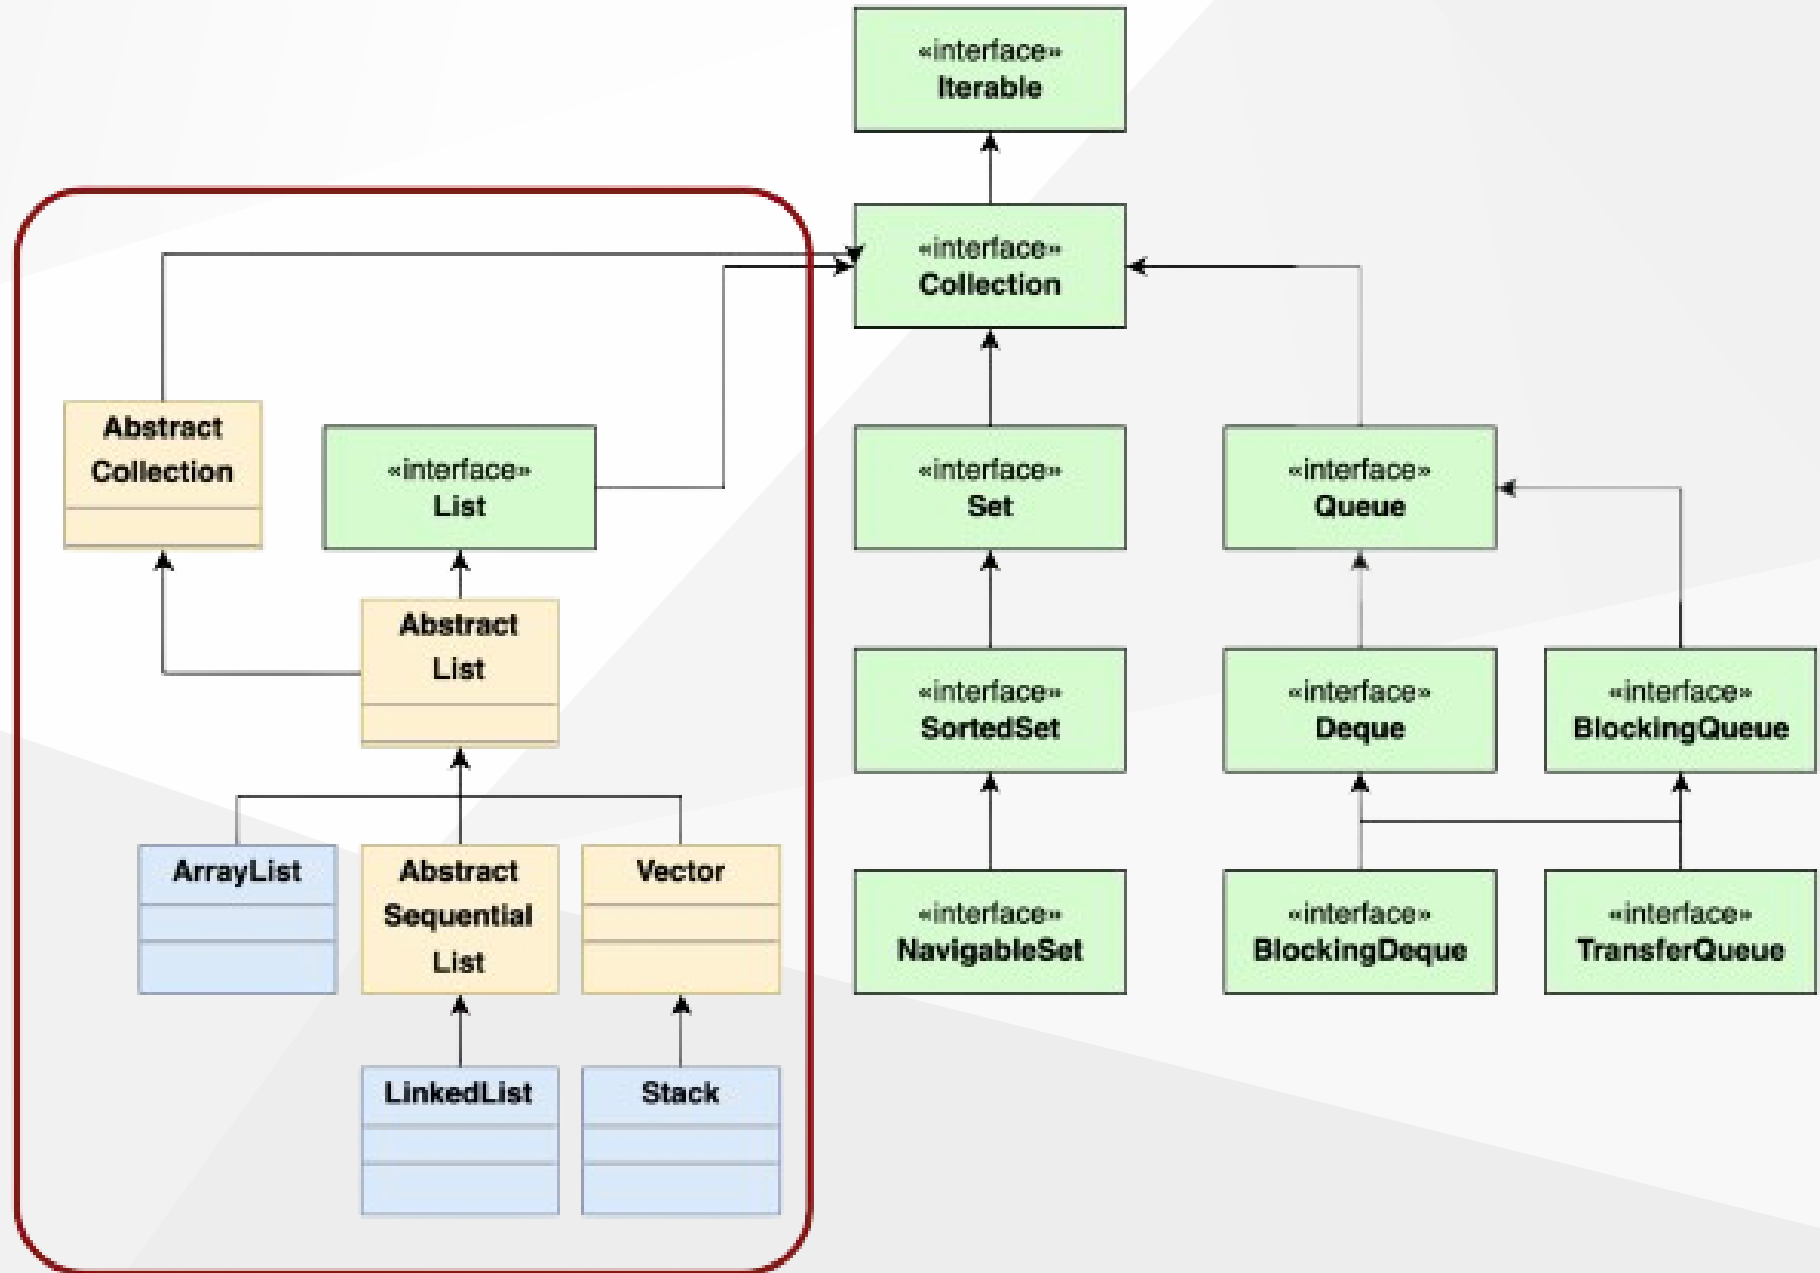 «interface»
Iterable
«interface»
Collection
Abstract
Collection
«interface»
List
«interface»
Set
«interface»
Queue
Abstract
List
«interface»
SortedSet
«interface»
Deque
«interface»
BlockingQueue
ArrayList
Abstract
Sequential
List
Vector
«interface»
NavigableSet
«interface»
BlockingDeque
«interface»
TransferQueue
LinkedList
Stack